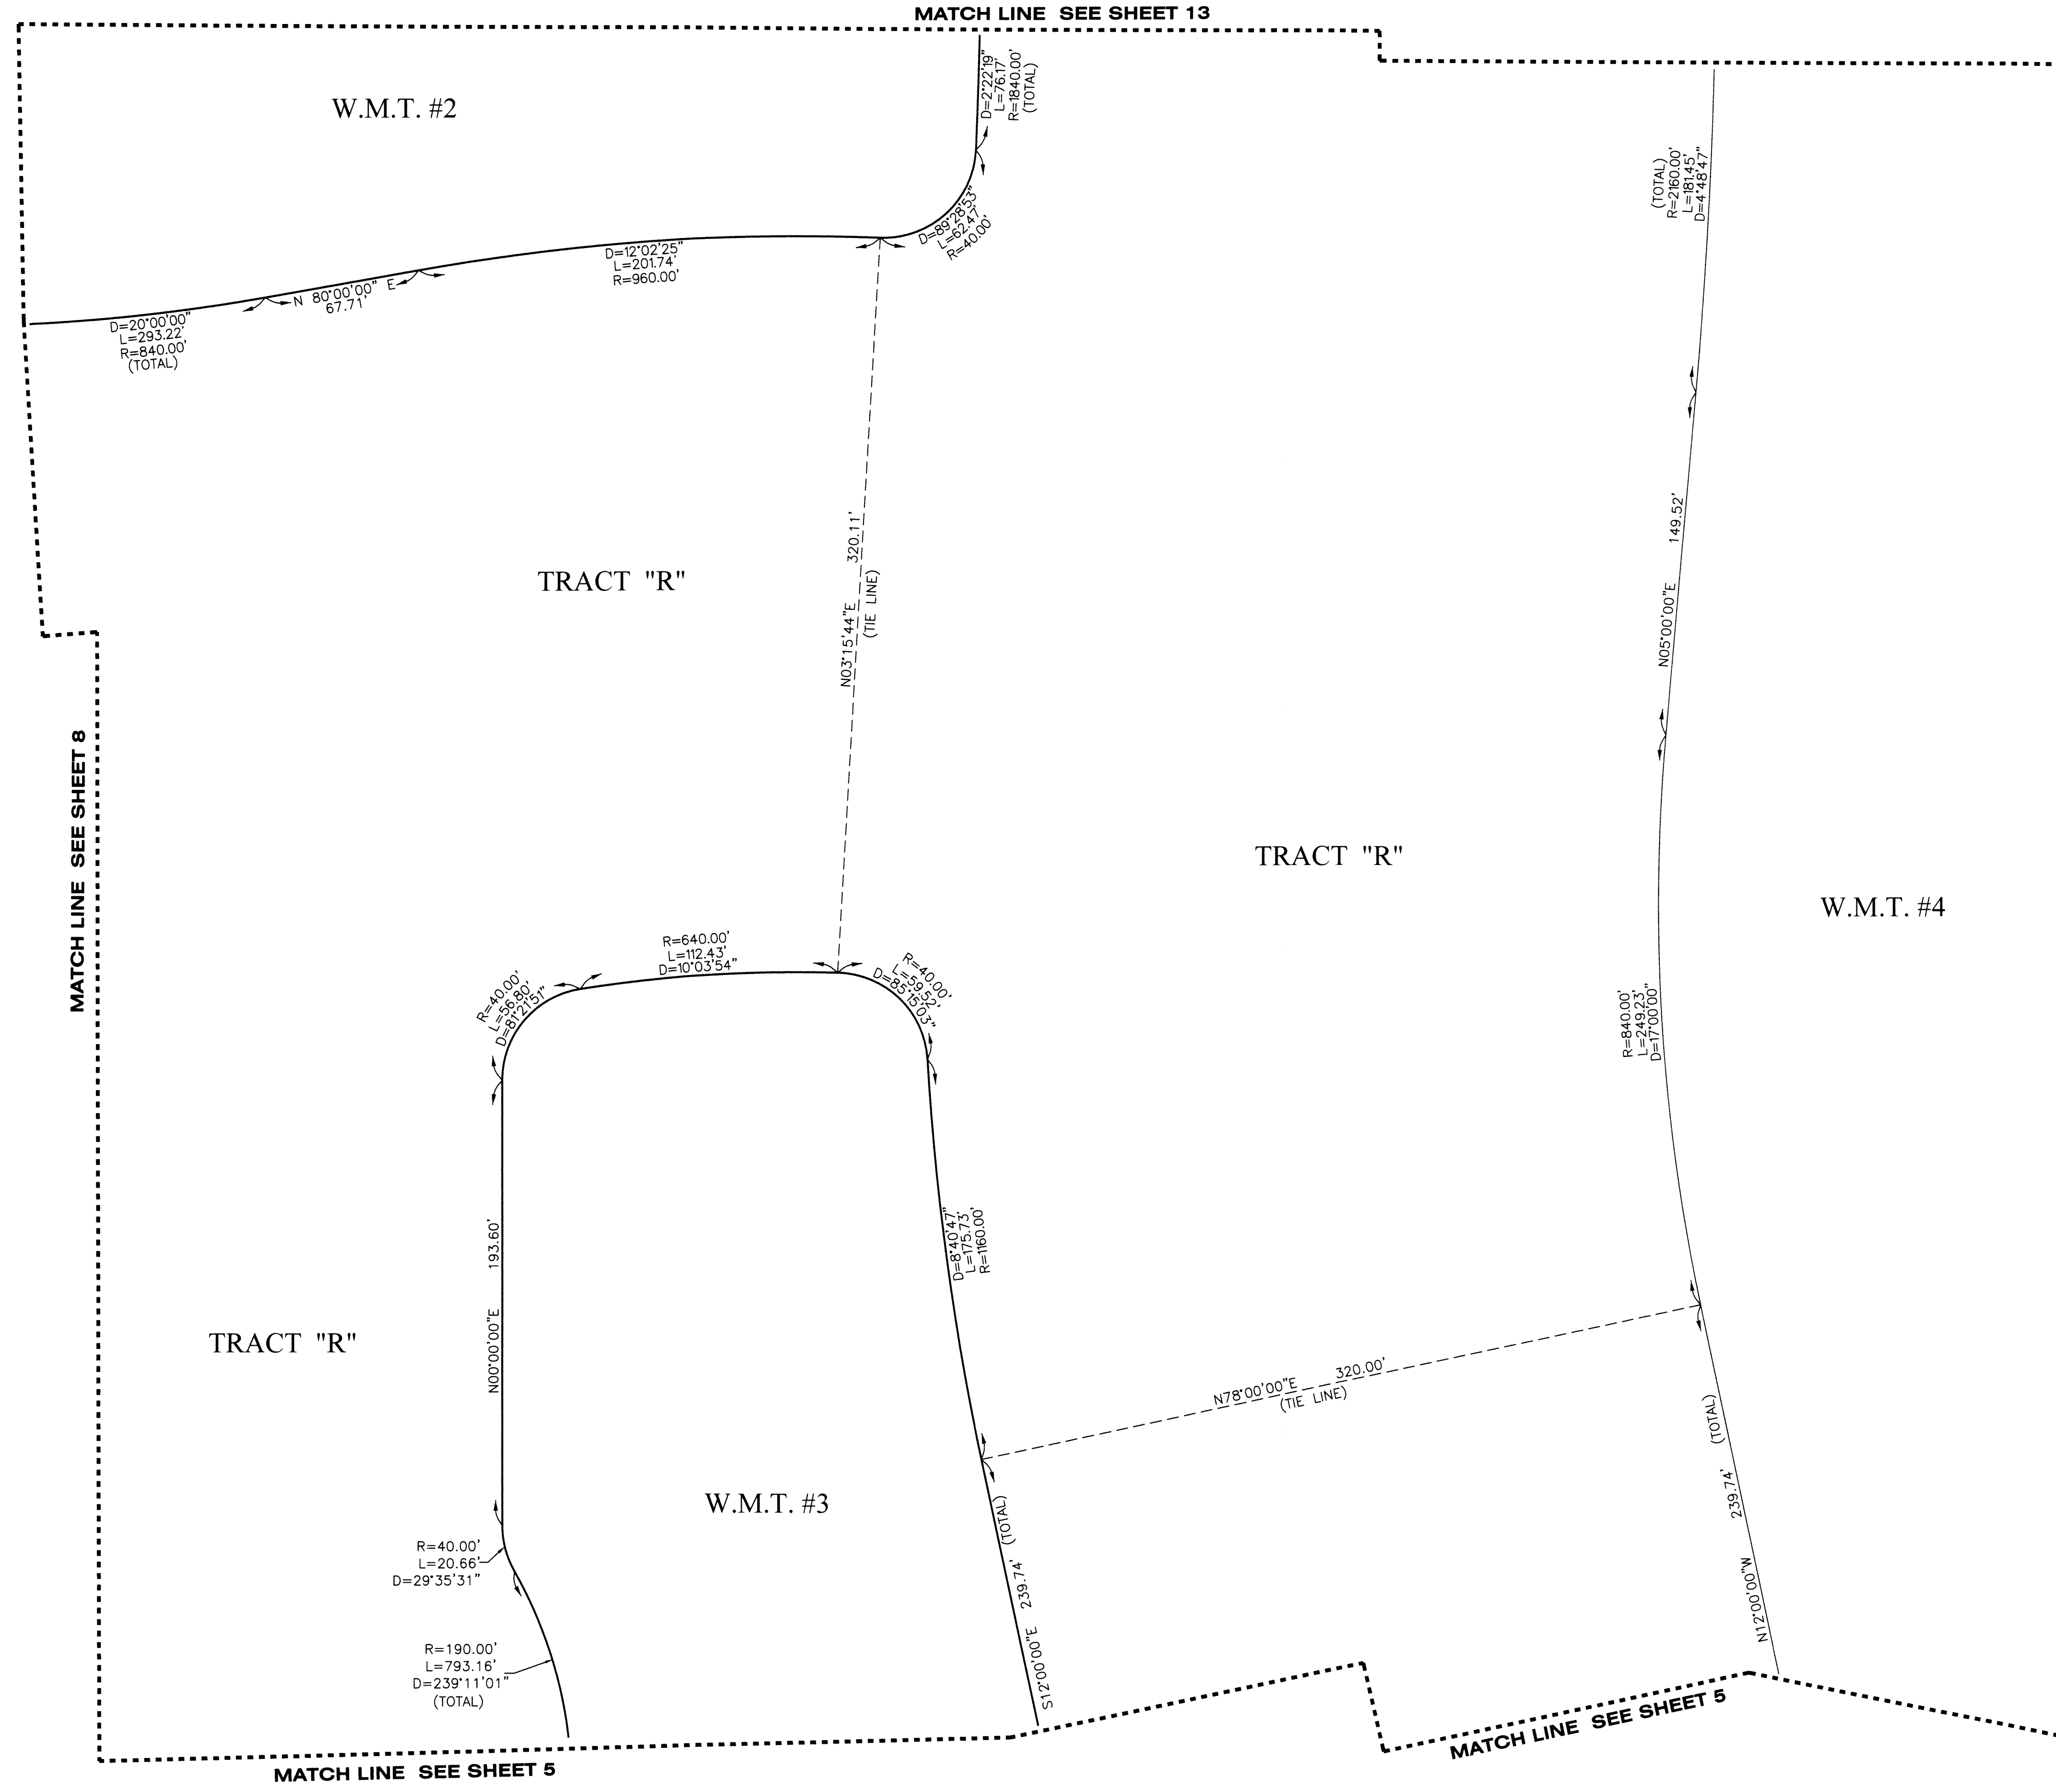 MATCH LINE SEE SHEET 13
W.M.T. #2
D=2°22'19"
L=76.17'
R=1840.00'
(TOTAL)
(TOTAL)
R=2160.00'
L=181.45'
D=4°48'47"
D=89°28'53"
L=62.47'
R=40.00'
D=12°02'25"
L=201.74'
R=960.00'
N 80°00'00" E
67.71'
D=20°00'00"
L=293.22'
R=840.00'
(TOTAL)
N03°15'44"E 320.11'
(TIE LINE)
N05°00'00"E 149.52'
TRACT "R"
MATCH LINE SEE SHEET 8
TRACT "R"
W.M.T. #4
R=640.00'
L=112.43'
D=10°03'54"
R=40.00'
L=59.52'
D=85°15'03"
R=40.00'
L=56.80'
D=81°21'51"
R=840.00'
L=249.23'
D=17°00'00"
N00°00'00"E 193.60'
D=8°40'47"
L=175.73'
R=1160.00'
TRACT "R"
N78°00'00"E 320.00'
(TIE LINE)
W.M.T. #3
S12°00'00"E 239.74' (TOTAL)
N12°00'00"W 239.74' (TOTAL)
R=40.00'
L=20.66'
D=29°35'31"
R=190.00'
L=793.16'
D=239°11'01"
(TOTAL)
MATCH LINE SEE SHEET 5
MATCH LINE SEE SHEET 5